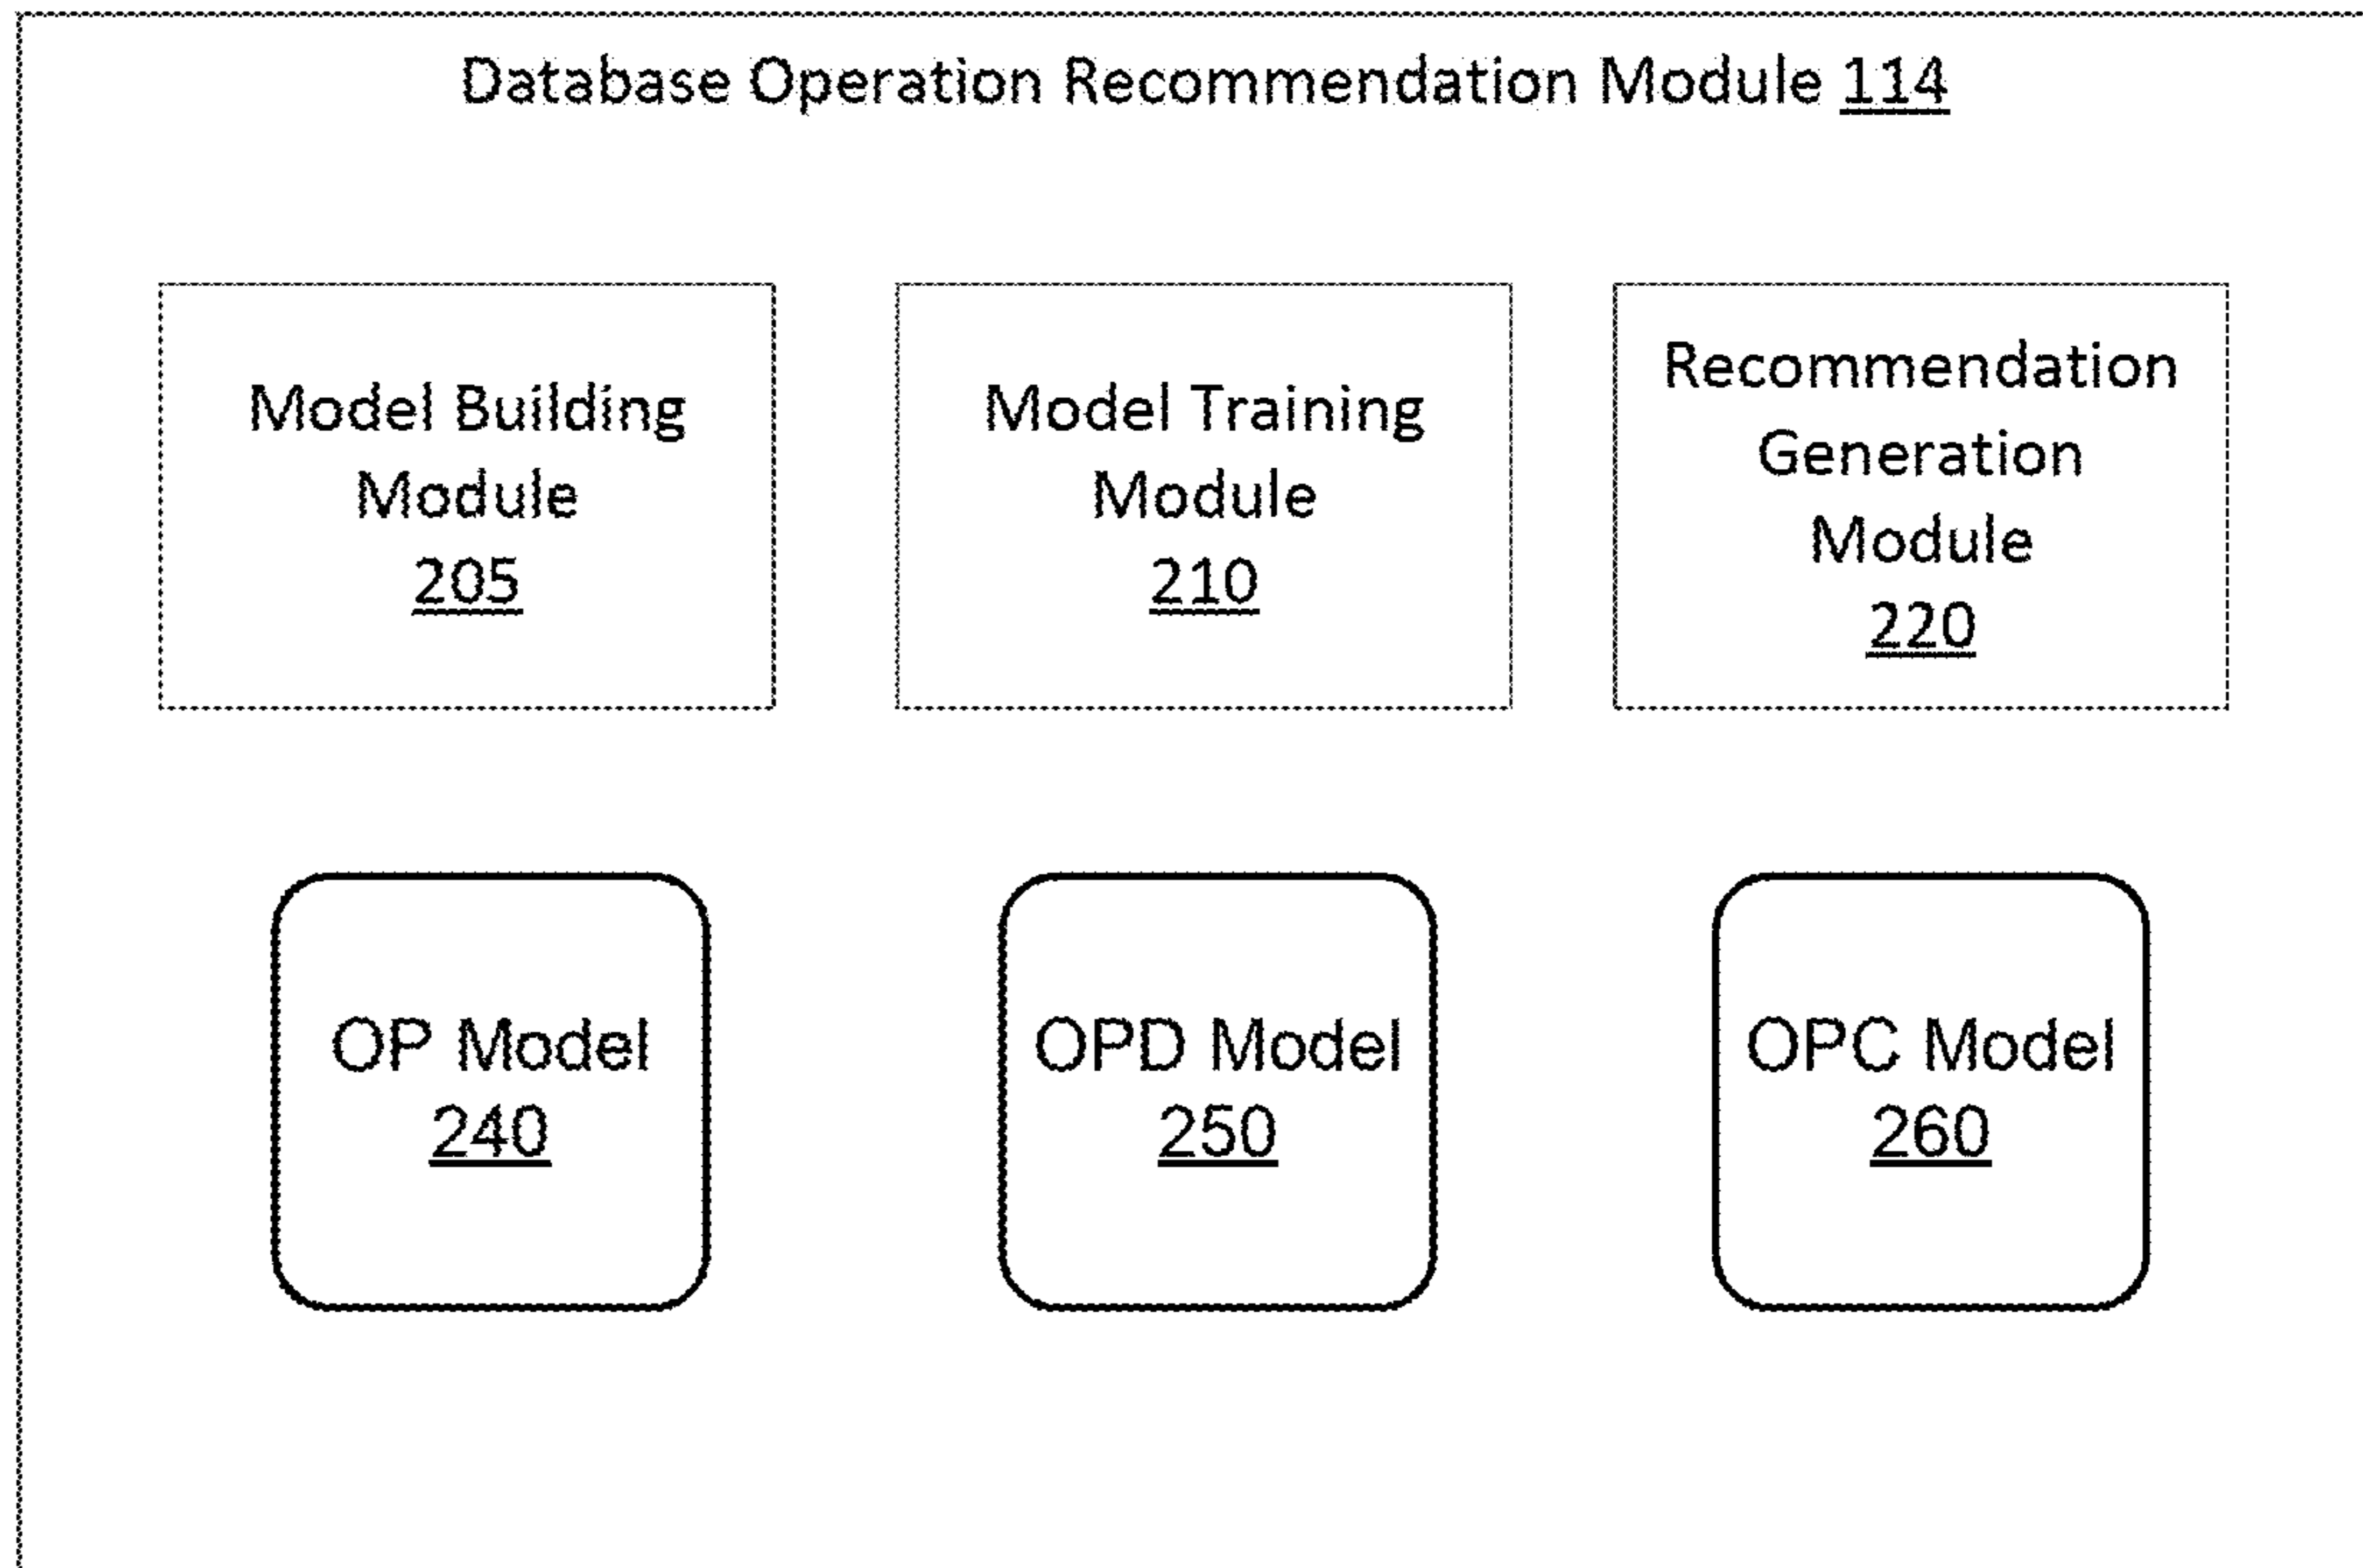 Database Operation Recommendation Module 114
Model Building
Module
205
Model Training
Module
210
Recommendation
Generation
Module
220
OP Model
240
OPD Model
250
OPC Model
260